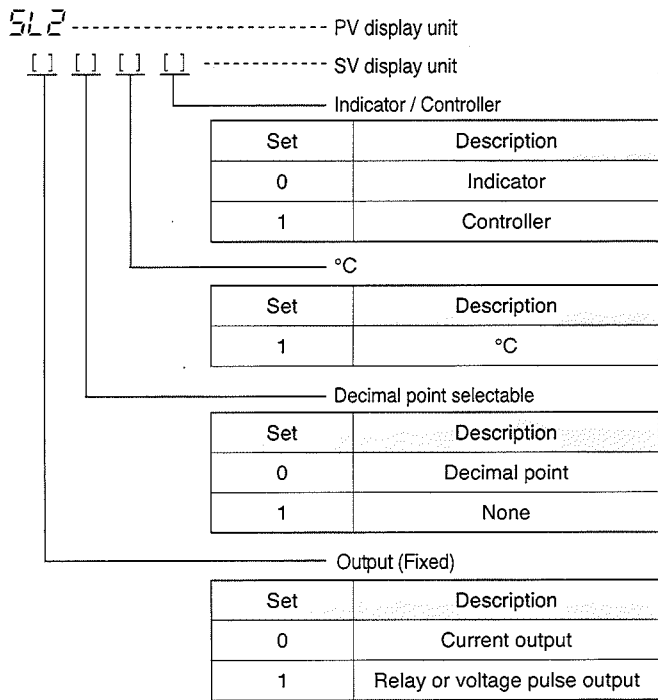 SL2 PV display unit
[ ] [ ] [ ] [ ] SV display unit
Indicator / Controller
Set Description
0 Indicator
1 Controller
°C
Set Description
1 °C
Decimal point selectable
Set Description
0 Decimal point
1 None
Output (Fixed)
Set Description
0 Current output
1 Relay or voltage pulse output